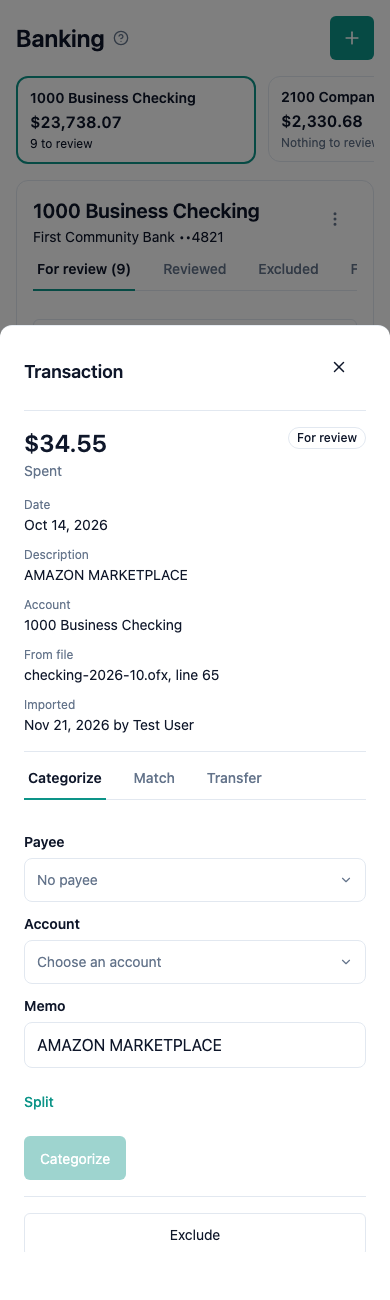 Banking
1000 Business Checking
$23,738.07
9 to review
2100 Compan
$2,330.68
Nothing to review
1000 Business Checking
First Community Bank ••4821
For review (9)
Reviewed
Excluded
F
Transaction
$34.55
For review
Spent
Date
Oct 14, 2026
Description
AMAZON MARKETPLACE
Account
1000 Business Checking
From file
checking-2026-10.ofx, line 65
Imported
Nov 21, 2026 by Test User
Categorize
Match
Transfer
Payee
No payee
Account
Choose an account
Memo
AMAZON MARKETPLACE
Split
Categorize
Exclude